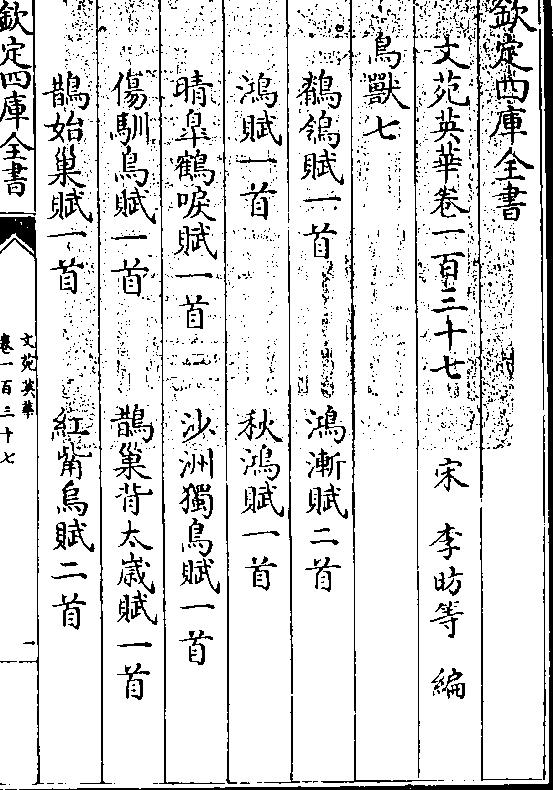 欽定四庫全書
文苑英華卷一百三十七　宋　李昉等　編
鳥獸七
鶺鴒賦一首　鴻漸賦二首
鴻賦一首　秋鴻賦一首
晴臯鶴唳賦一首　沙洲獨鳥賦一首
傷馴鳥賦一首　鵲巢背太歲賦一首
鵲始巢賦一首　紅觜烏賦二首
欽定四庫全書
文苑英華
卷一百三十七
一